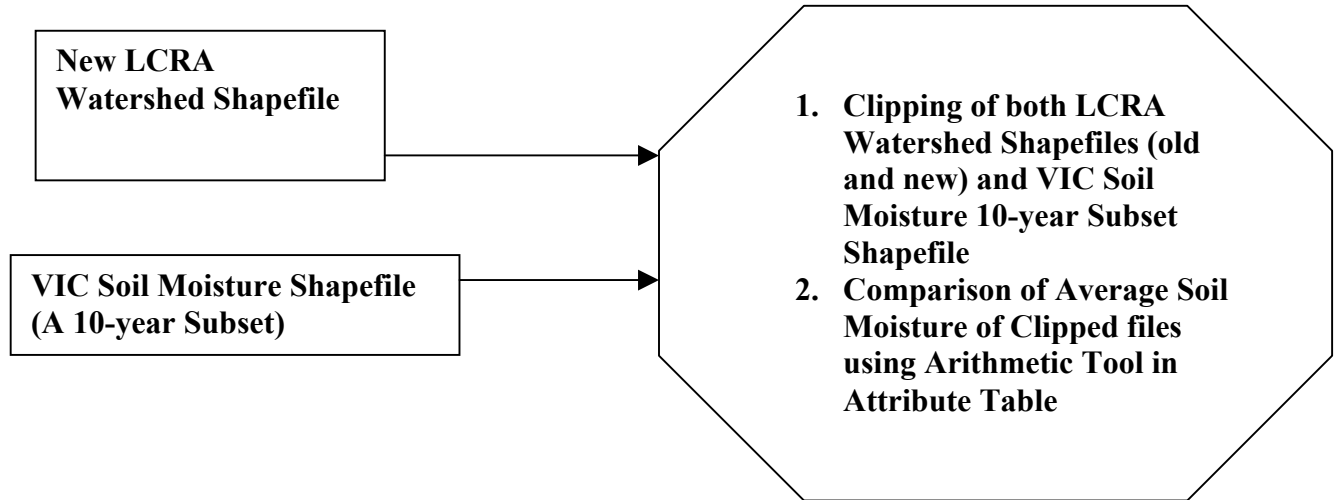 New LCRA
Watershed Shapefile
VIC Soil Moisture Shapefile
(A 10-year Subset)
1. Clipping of both LCRA
Watershed Shapefiles (old
and new) and VIC Soil
Moisture 10-year Subset
Shapefile
2. Comparison of Average Soil
Moisture of Clipped files
using Arithmetic Tool in
Attribute Table